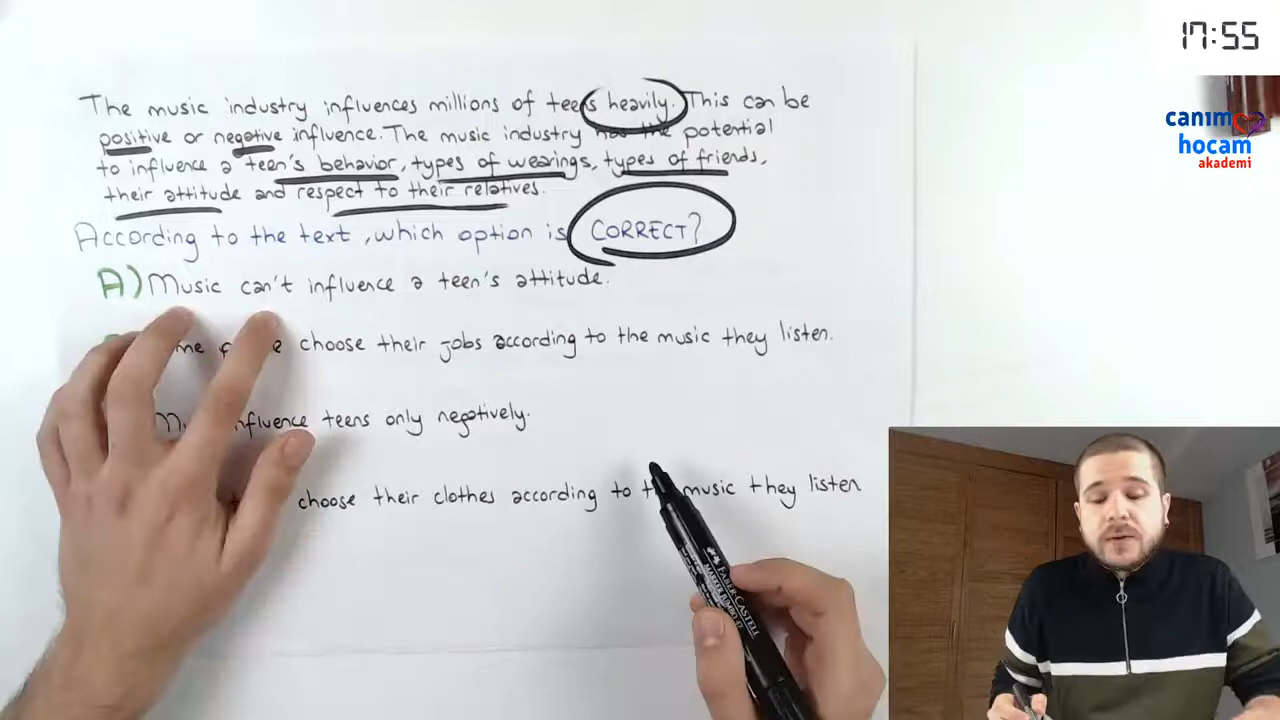 17:55
canım
hocam
akademi
The music industry influences millions of teens heavily. This can be
positive or negative influence. The music industry has the potential
to influence a teen's behavior, types of wearings, types of friends,
their attitude and respect to their relatives.
According to the text, which option is CORRECT?
A) Music can't influence a teen's attitude.
choose their jobs according to the music they listen.
influence teens only negatively.
choose their clothes according to the music they listen
FABER-CASTELL